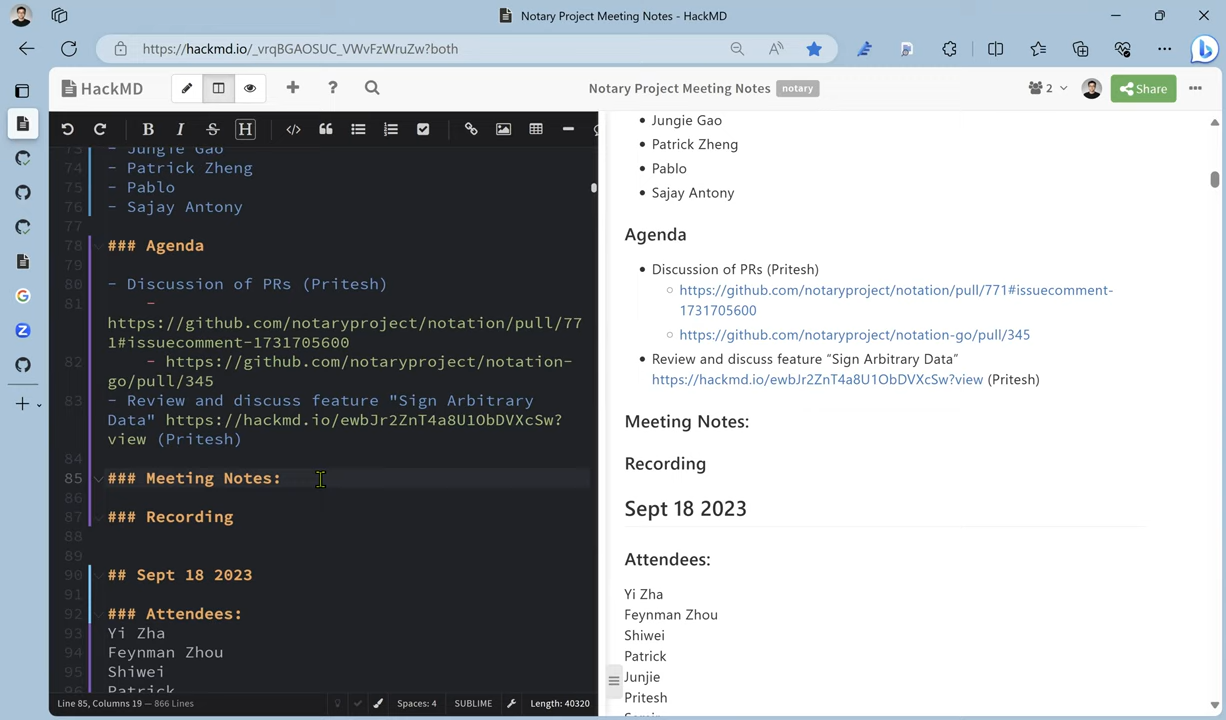 Notary Project Meeting Notes - HackMD
https://hackmd.io/_vrqBGAOSUC_VWvFzWruZw?both
HackMD
Notary Project Meeting Notes notary
2
Share
B I S H
73 - Jungie Gao
74 - Patrick Zheng
75 - Pablo
76 - Sajay Antony
77
78 ### Agenda
79
80 - Discussion of PRs (Pritesh)
81 -
https://github.com/notaryproject/notation/pull/77
1#issuecomment-1731705600
82 - https://github.com/notaryproject/notation-
go/pull/345
83 - Review and discuss feature "Sign Arbitrary
Data" https://hackmd.io/ewbJr2ZnT4a8U1ObDVXcSw?
view (Pritesh)
84
85 ### Meeting Notes:
86
87 ### Recording
88
89
90 ## Sept 18 2023
91
92 ### Attendees:
93 Yi Zha
94 Feynman Zhou
95 Shiwei
96 Patrick
Line 85, Columns 19 — 866 Lines
Spaces: 4
SUBLIME
Length: 40320
Jungie Gao
Patrick Zheng
Pablo
Sajay Antony
Agenda
Discussion of PRs (Pritesh)
https://github.com/notaryproject/notation/pull/771#issuecomment-
1731705600
https://github.com/notaryproject/notation-go/pull/345
Review and discuss feature “Sign Arbitrary Data”
https://hackmd.io/ewbJr2ZnT4a8U1ObDVXcSw?view (Pritesh)
Meeting Notes:
Recording
Sept 18 2023
Attendees:
Yi Zha
Feynman Zhou
Shiwei
Patrick
Junjie
Pritesh